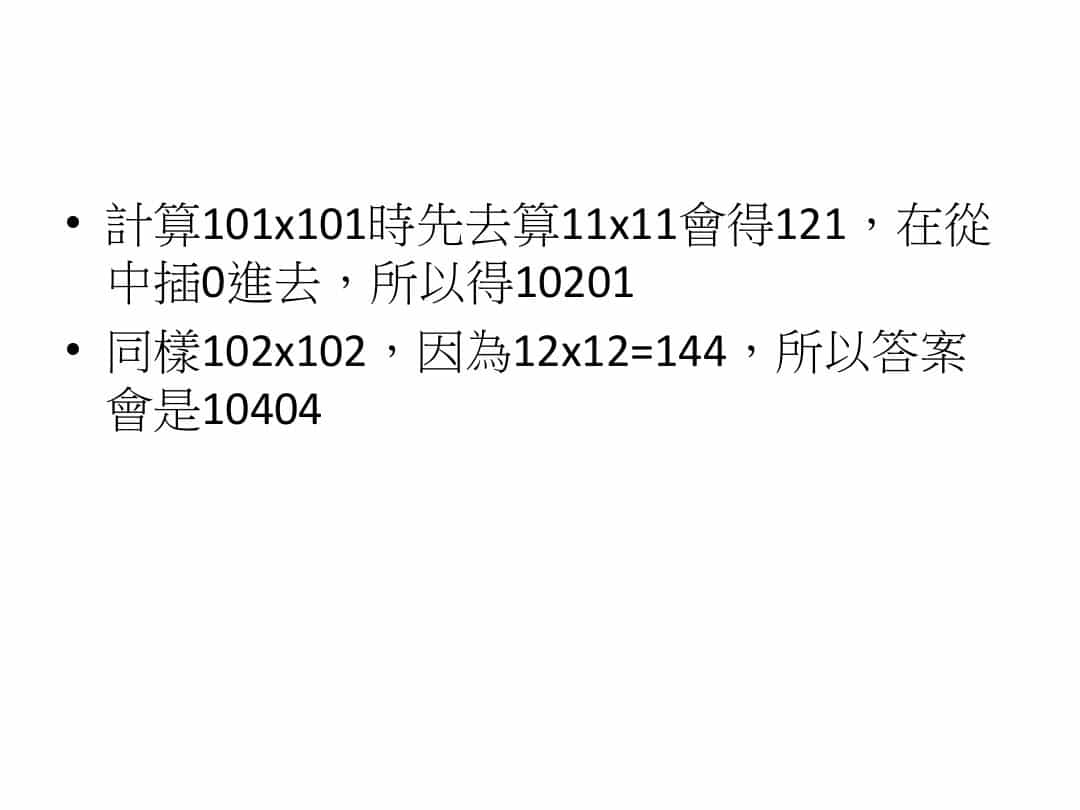 • 計算101x101時先去算11x11會得121，在從
中插0進去，所以得10201
• 同樣102x102，因為12x12=144，所以答案
會是10404